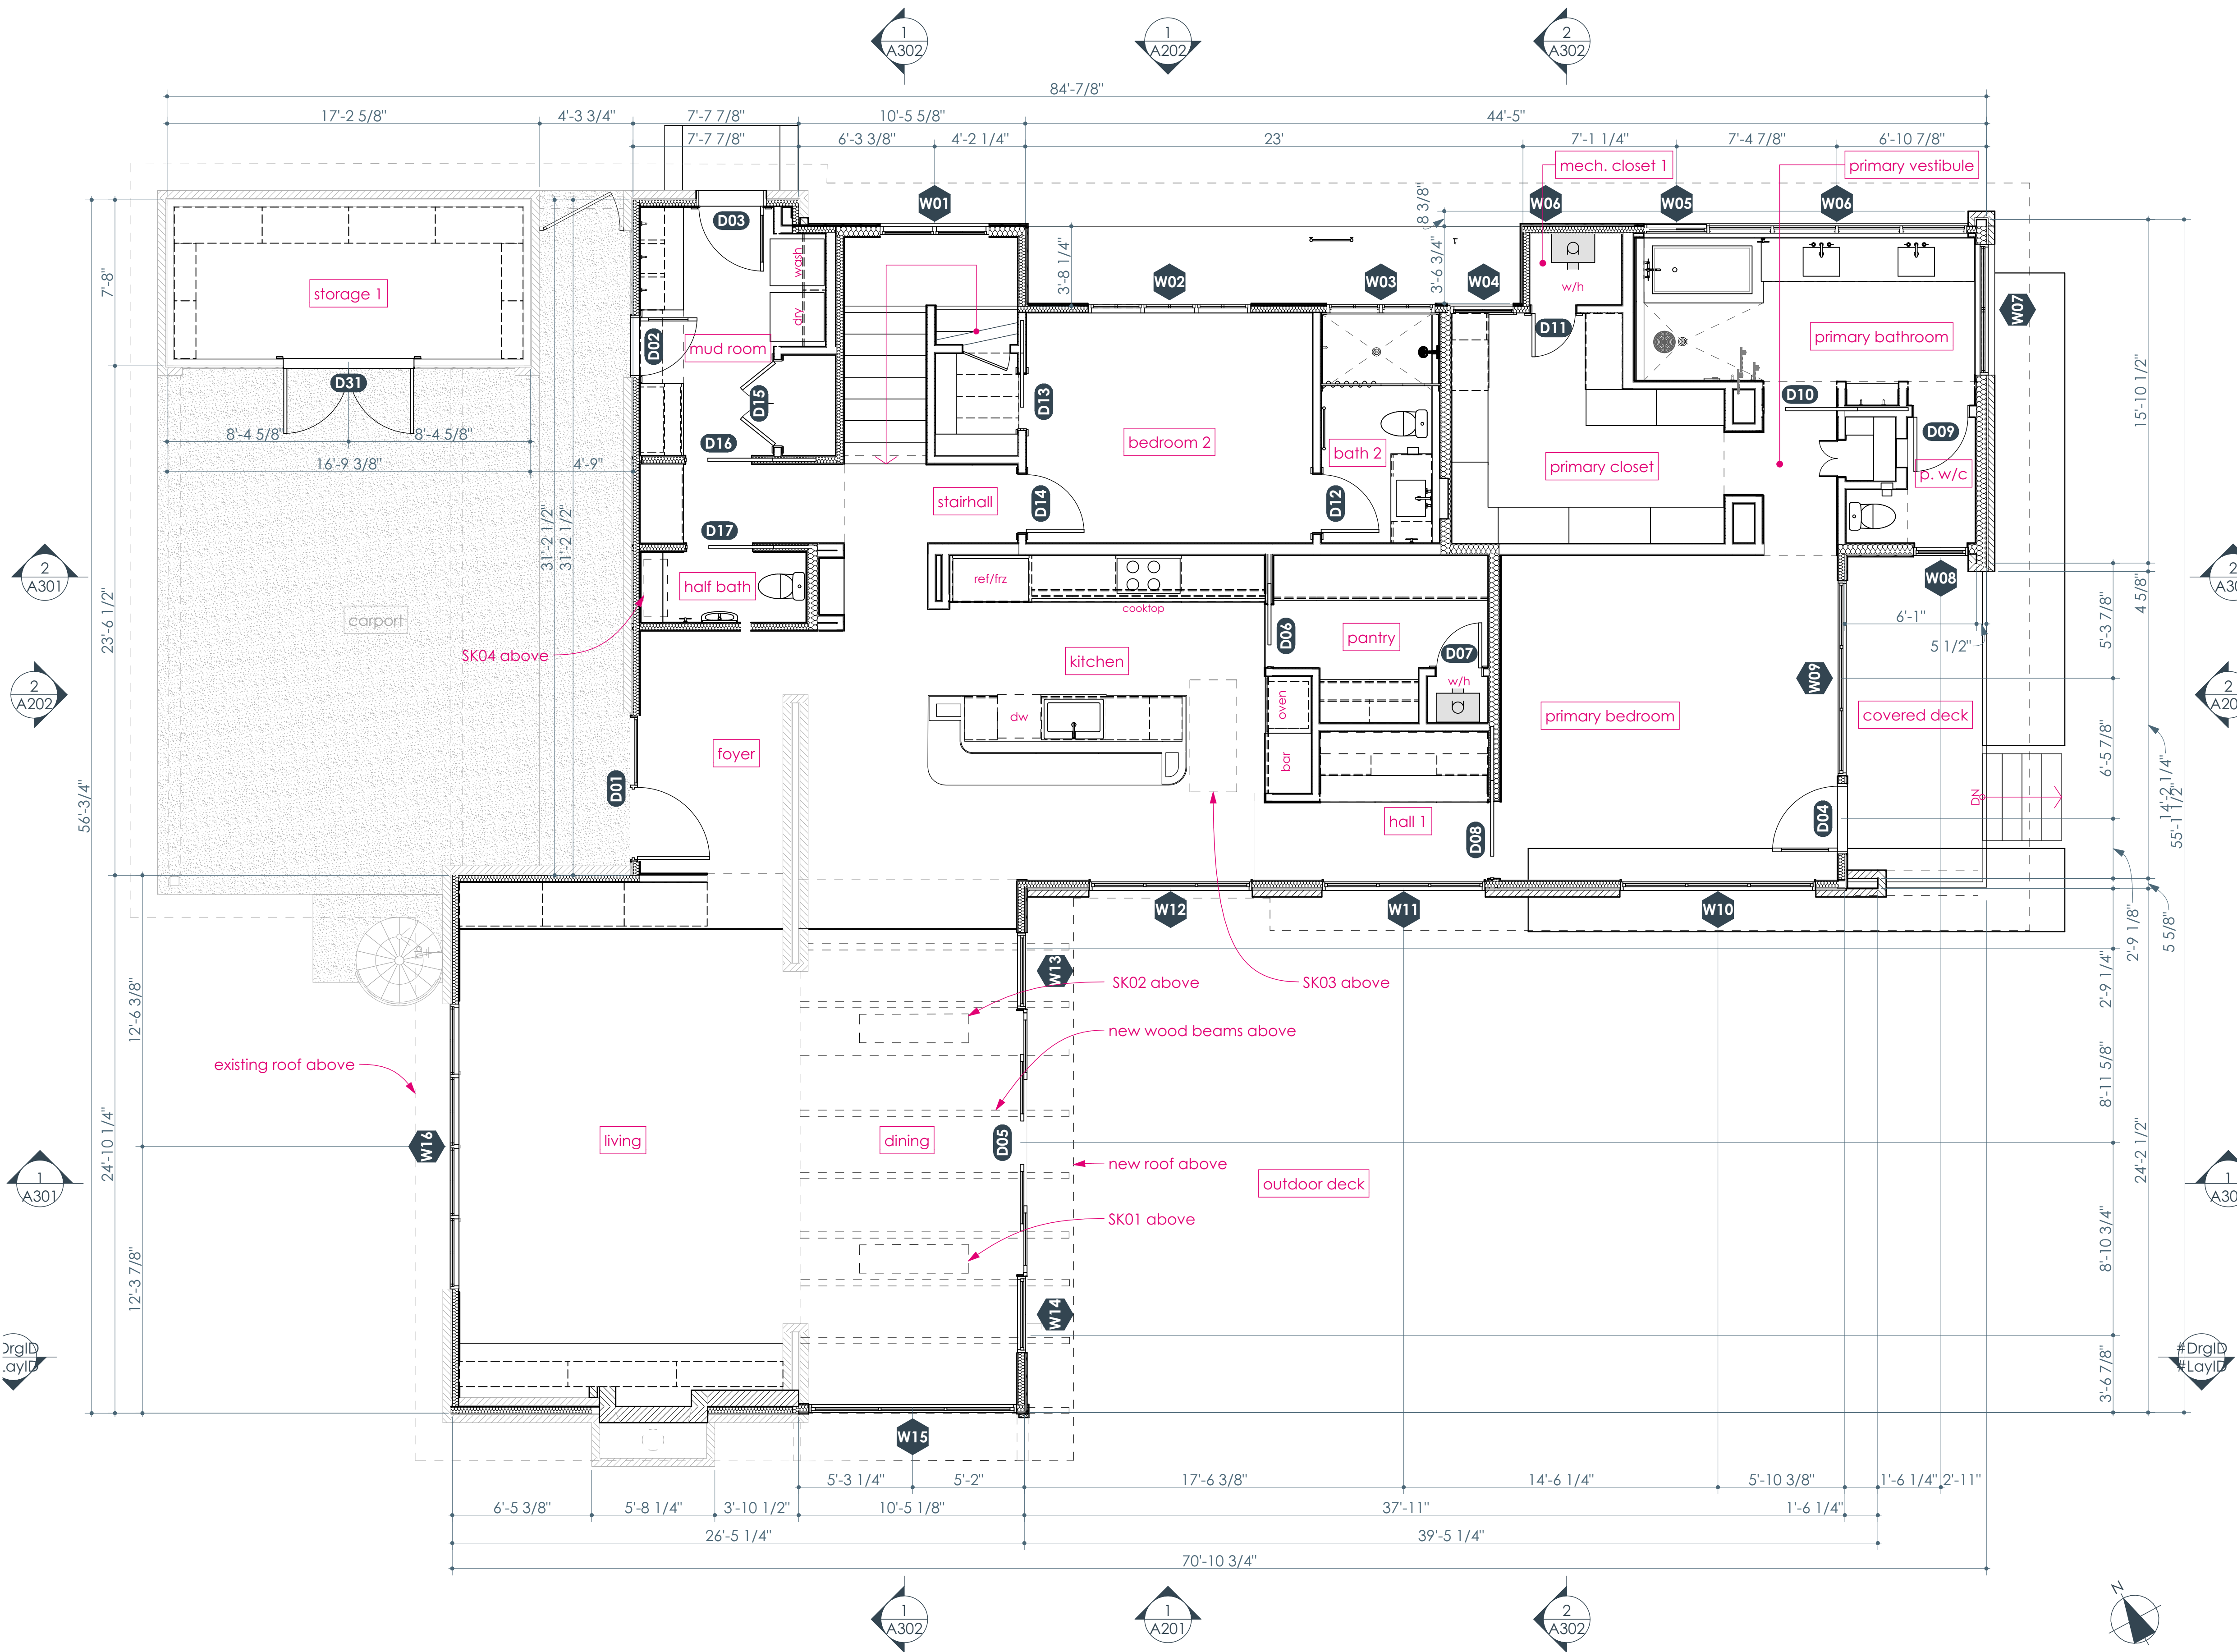 1
A302
1
A202
2
A302
84'-7/8"
17'-2 5/8"
4'-3 3/4"
7'-7 7/8"
10'-5 5/8"
44'-5"
7'-7 7/8"
6'-3 3/8"
4'-2 1/4"
23'
7'-1 1/4"
7'-4 7/8"
6'-10 7/8"
mech. closet 1
primary vestibule
8 3/8"
W01
W06
W05
W06
D03
wash
3'-8 1/4"
3'-6 3/4"
W02
W03
W04
w/h
W07
7'-8"
storage 1
dry
D02
mud room
D11
primary bathroom
D31
D15
D13
D10
15'-10 1/2"
8'-4 5/8"
8'-4 5/8"
D16
bedroom 2
bath 2
D09
16'-9 3/8"
4'-9"
primary closet
p. w/c
stairhall
D14
D12
31'-2 1/2"
31'-2 1/2"
D17
2
A301
half bath
ref/frz
cooktop
W08
4 5/8"
23'-6 1/2"
carport
6'-1"
5'-3 7/8"
SK04 above
D06
pantry
D07
5 1/2"
kitchen
2
A202
w/h
W09
oven
dw
primary bedroom
covered deck
foyer
bar
6'-5 7/8"
D01
DN
56'-3/4"
hall 1
D08
D04
14'-2 1/4"
55'-1 1/2"
W12
W11
W10
2'-9 1/8"
5 5/8"
W13
SK02 above
SK03 above
2'-9 1/4"
12'-6 3/8"
new wood beams above
existing roof above
8'-11 5/8"
W16
living
dining
D05
24'-10 1/4"
new roof above
outdoor deck
24'-2 1/2"
1
A301
SK01 above
8'-10 3/4"
12'-3 7/8"
W14
#DrgID
#LayID
3'-6 7/8"
W15
5'-3 1/4"
5'-2"
17'-6 3/8"
14'-6 1/4"
5'-10 3/8"
1'-6 1/4"
2'-11"
6'-5 3/8"
5'-8 1/4"
3'-10 1/2"
10'-5 1/8"
37'-11"
1'-6 1/4"
26'-5 1/4"
39'-5 1/4"
70'-10 3/4"
1
A302
1
A201
2
A302
N